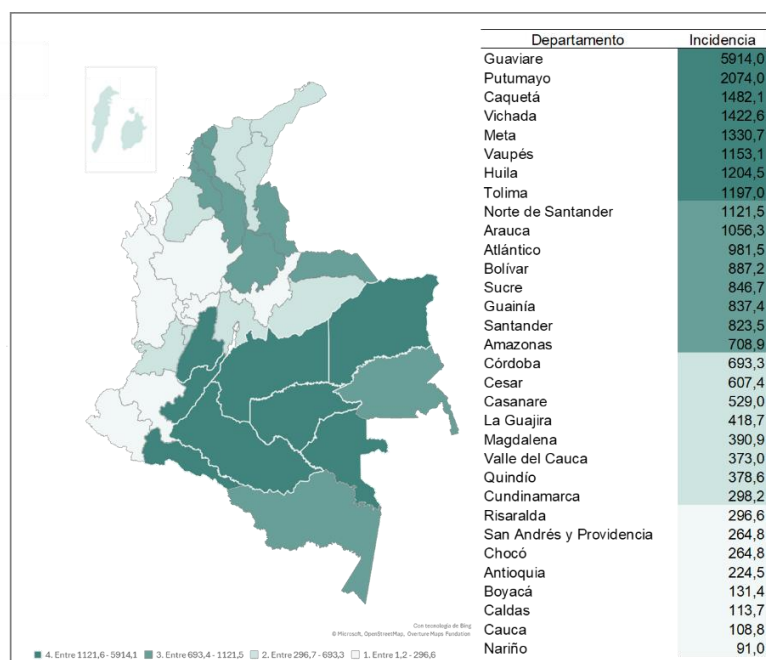 Departamento Incidencia
Guaviare 5914,0
Putumayo 2074,0
Caquetá 1482,1
Vichada 1422,6
Meta 1330,7
Vaupés 1153,1
Huila 1204,5
Tolima 1197,0
Norte de Santander 1121,5
Arauca 1056,3
Atlántico 981,5
Bolívar 887,2
Sucre 846,7
Guainía 837,4
Santander 823,5
Amazonas 708,9
Córdoba 693,3
Cesar 607,4
Casanare 529,0
La Guajira 418,7
Magdalena 390,9
Valle del Cauca 373,0
Quindío 378,6
Cundinamarca 298,2
Risaralda 296,6
San Andrés y Providencia 264,8
Chocó 264,8
Antioquia 224,5
Boyacá 131,4
Caldas 113,7
Cauca 108,8
Nariño 91,0
Con tecnología de Bing
© Microsoft, OpenStreetMap, Overture Maps Fundation
4. Entre 1121,6 - 5914,1 3. Entre 693,4 - 1121,5 2. Entre 296,7 - 693,3 1. Entre 1,2 - 296,6